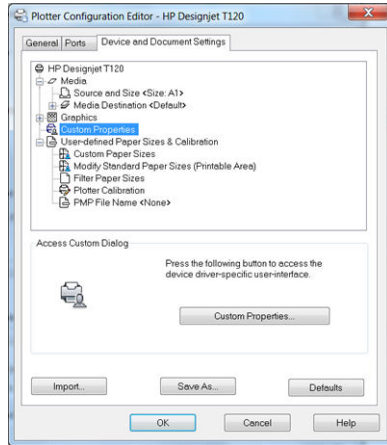 Plotter Configuration Editor - HP Designjet T120
General Ports Device and Document Settings
HP Designjet T120
Media
Source and Size <Size: A1>
Media Destination <Default>
Graphics
Custom Properties
User-defined Paper Sizes & Calibration
Custom Paper Sizes
Modify Standard Paper Sizes (Printable Area)
Filter Paper Sizes
Plotter Calibration
PMP File Name <None>
Access Custom Dialog
Press the following button to access the
device driver-specific user-interface.
Custom Properties...
Import... Save As... Defaults
OK Cancel Help